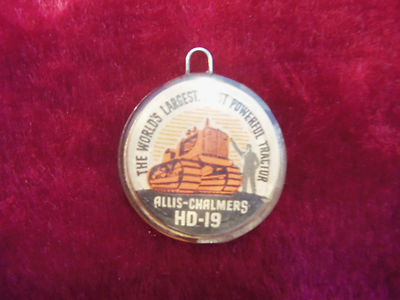 THE WORLD'S LARGEST POWERFUL TRACTOR
ALLIS-CHALMERS
HD-19